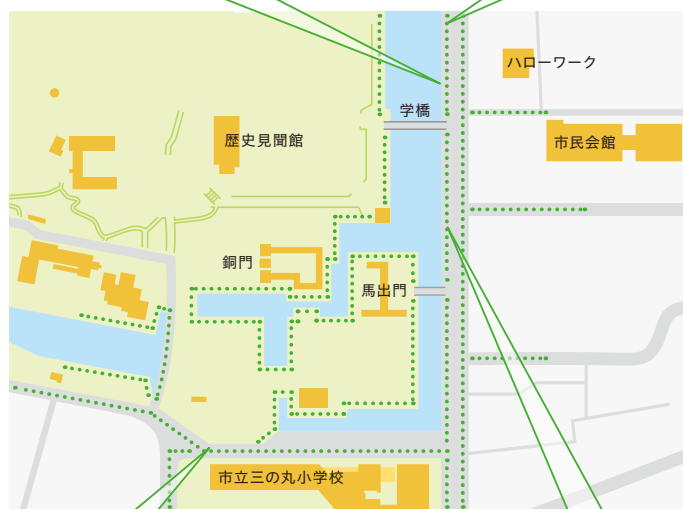 ハローワーク
学橋
歴史見聞館
市民会館
銅門
馬出門
市立三の丸小学校